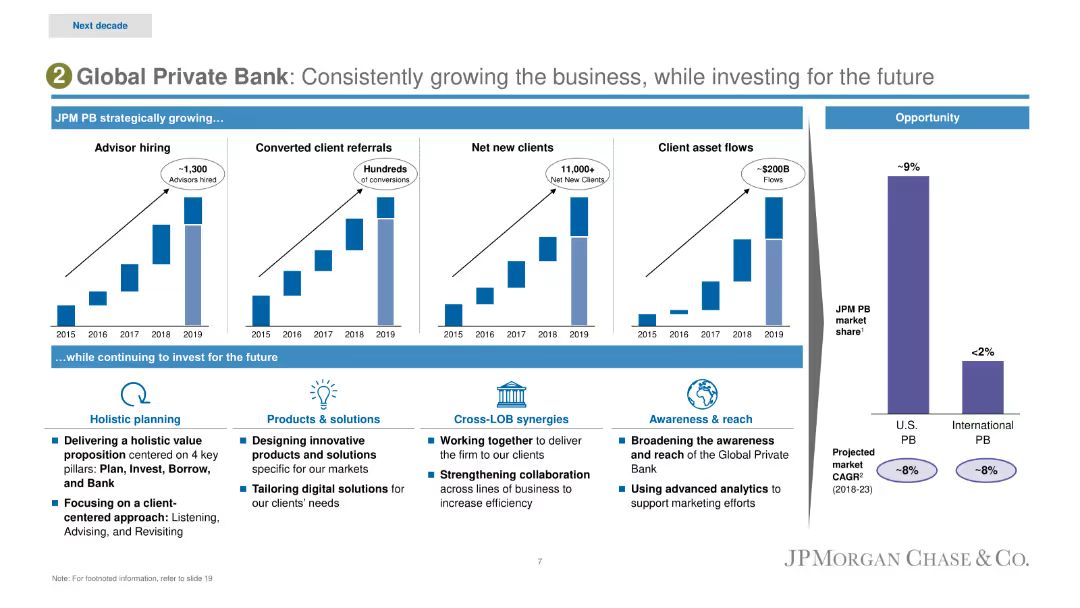 Next decade
2 Global Private Bank: Consistently growing the business, while investing for the future
JPM PB strategically growing…
Advisor hiring
~1,300
Advisors hired
2015 2016 2017 2018 2019
Converted client referrals
Hundreds
of conversions
2015 2016 2017 2018 2019
Net new clients
11,000+
Net New Clients
2015 2016 2017 2018 2019
Client asset flows
~$200B
Flows
2015 2016 2017 2018 2019
…while continuing to invest for the future
Holistic planning
■ Delivering a holistic value
proposition centered on 4 key
pillars: Plan, Invest, Borrow,
and Bank
■ Focusing on a client-
centered approach: Listening,
Advising, and Revisiting
Products & solutions
■ Designing innovative
products and solutions
specific for our markets
■ Tailoring digital solutions for
our clients' needs
Cross-LOB synergies
■ Working together to deliver
the firm to our clients
■ Strengthening collaboration
across lines of business to
increase efficiency
Awareness & reach
■ Broadening the awareness
and reach of the Global Private
Bank
■ Using advanced analytics to
support marketing efforts
Opportunity
~9%
JPM PB
market
share¹
<2%
U.S.
PB
International
PB
Projected
market
CAGR²
(2018-23)
~8%
~8%
7
JPMORGAN CHASE & CO.
Note: For footnoted information, refer to slide 19